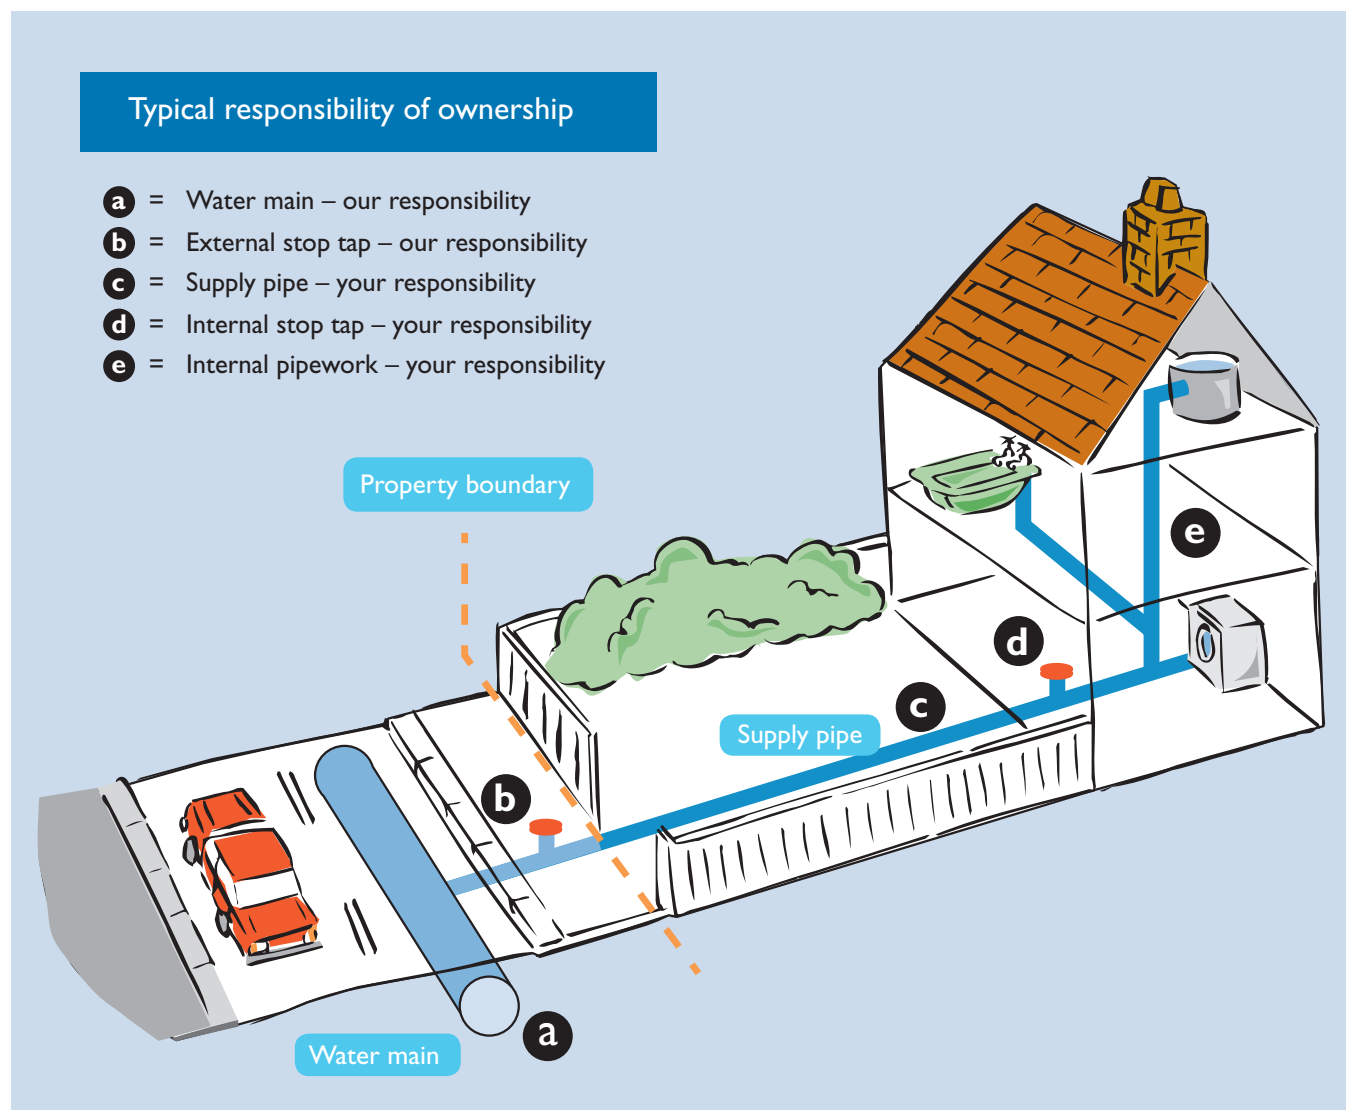 Typical responsibility of ownership
a = Water main – our responsibility
b = External stop tap – our responsibility
c = Supply pipe – your responsibility
d = Internal stop tap – your responsibility
e = Internal pipework – your responsibility
Property boundary
e
d
c
Supply pipe
b
a
Water main